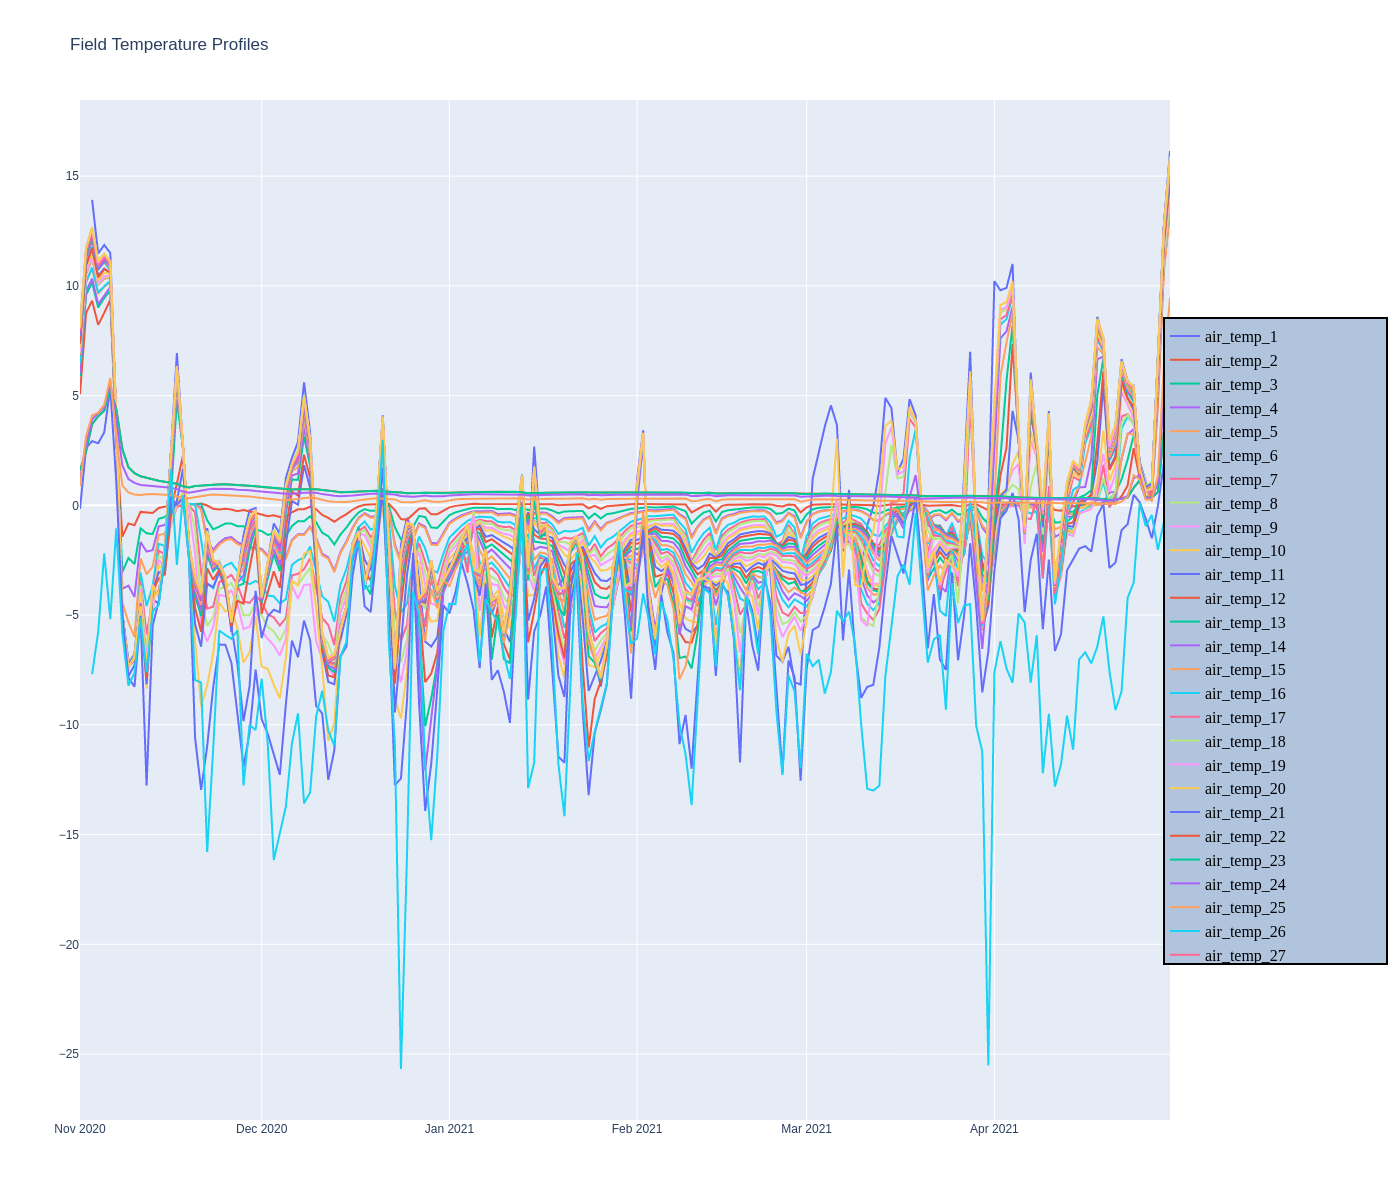 Field Temperature Profiles
15
10
5
0
−5
−10
−15
−20
−25
Nov 2020
Dec 2020
Jan 2021
Feb 2021
Mar 2021
Apr 2021
air_temp_1
air_temp_2
air_temp_3
air_temp_4
air_temp_5
air_temp_6
air_temp_7
air_temp_8
air_temp_9
air_temp_10
air_temp_11
air_temp_12
air_temp_13
air_temp_14
air_temp_15
air_temp_16
air_temp_17
air_temp_18
air_temp_19
air_temp_20
air_temp_21
air_temp_22
air_temp_23
air_temp_24
air_temp_25
air_temp_26
air_temp_27